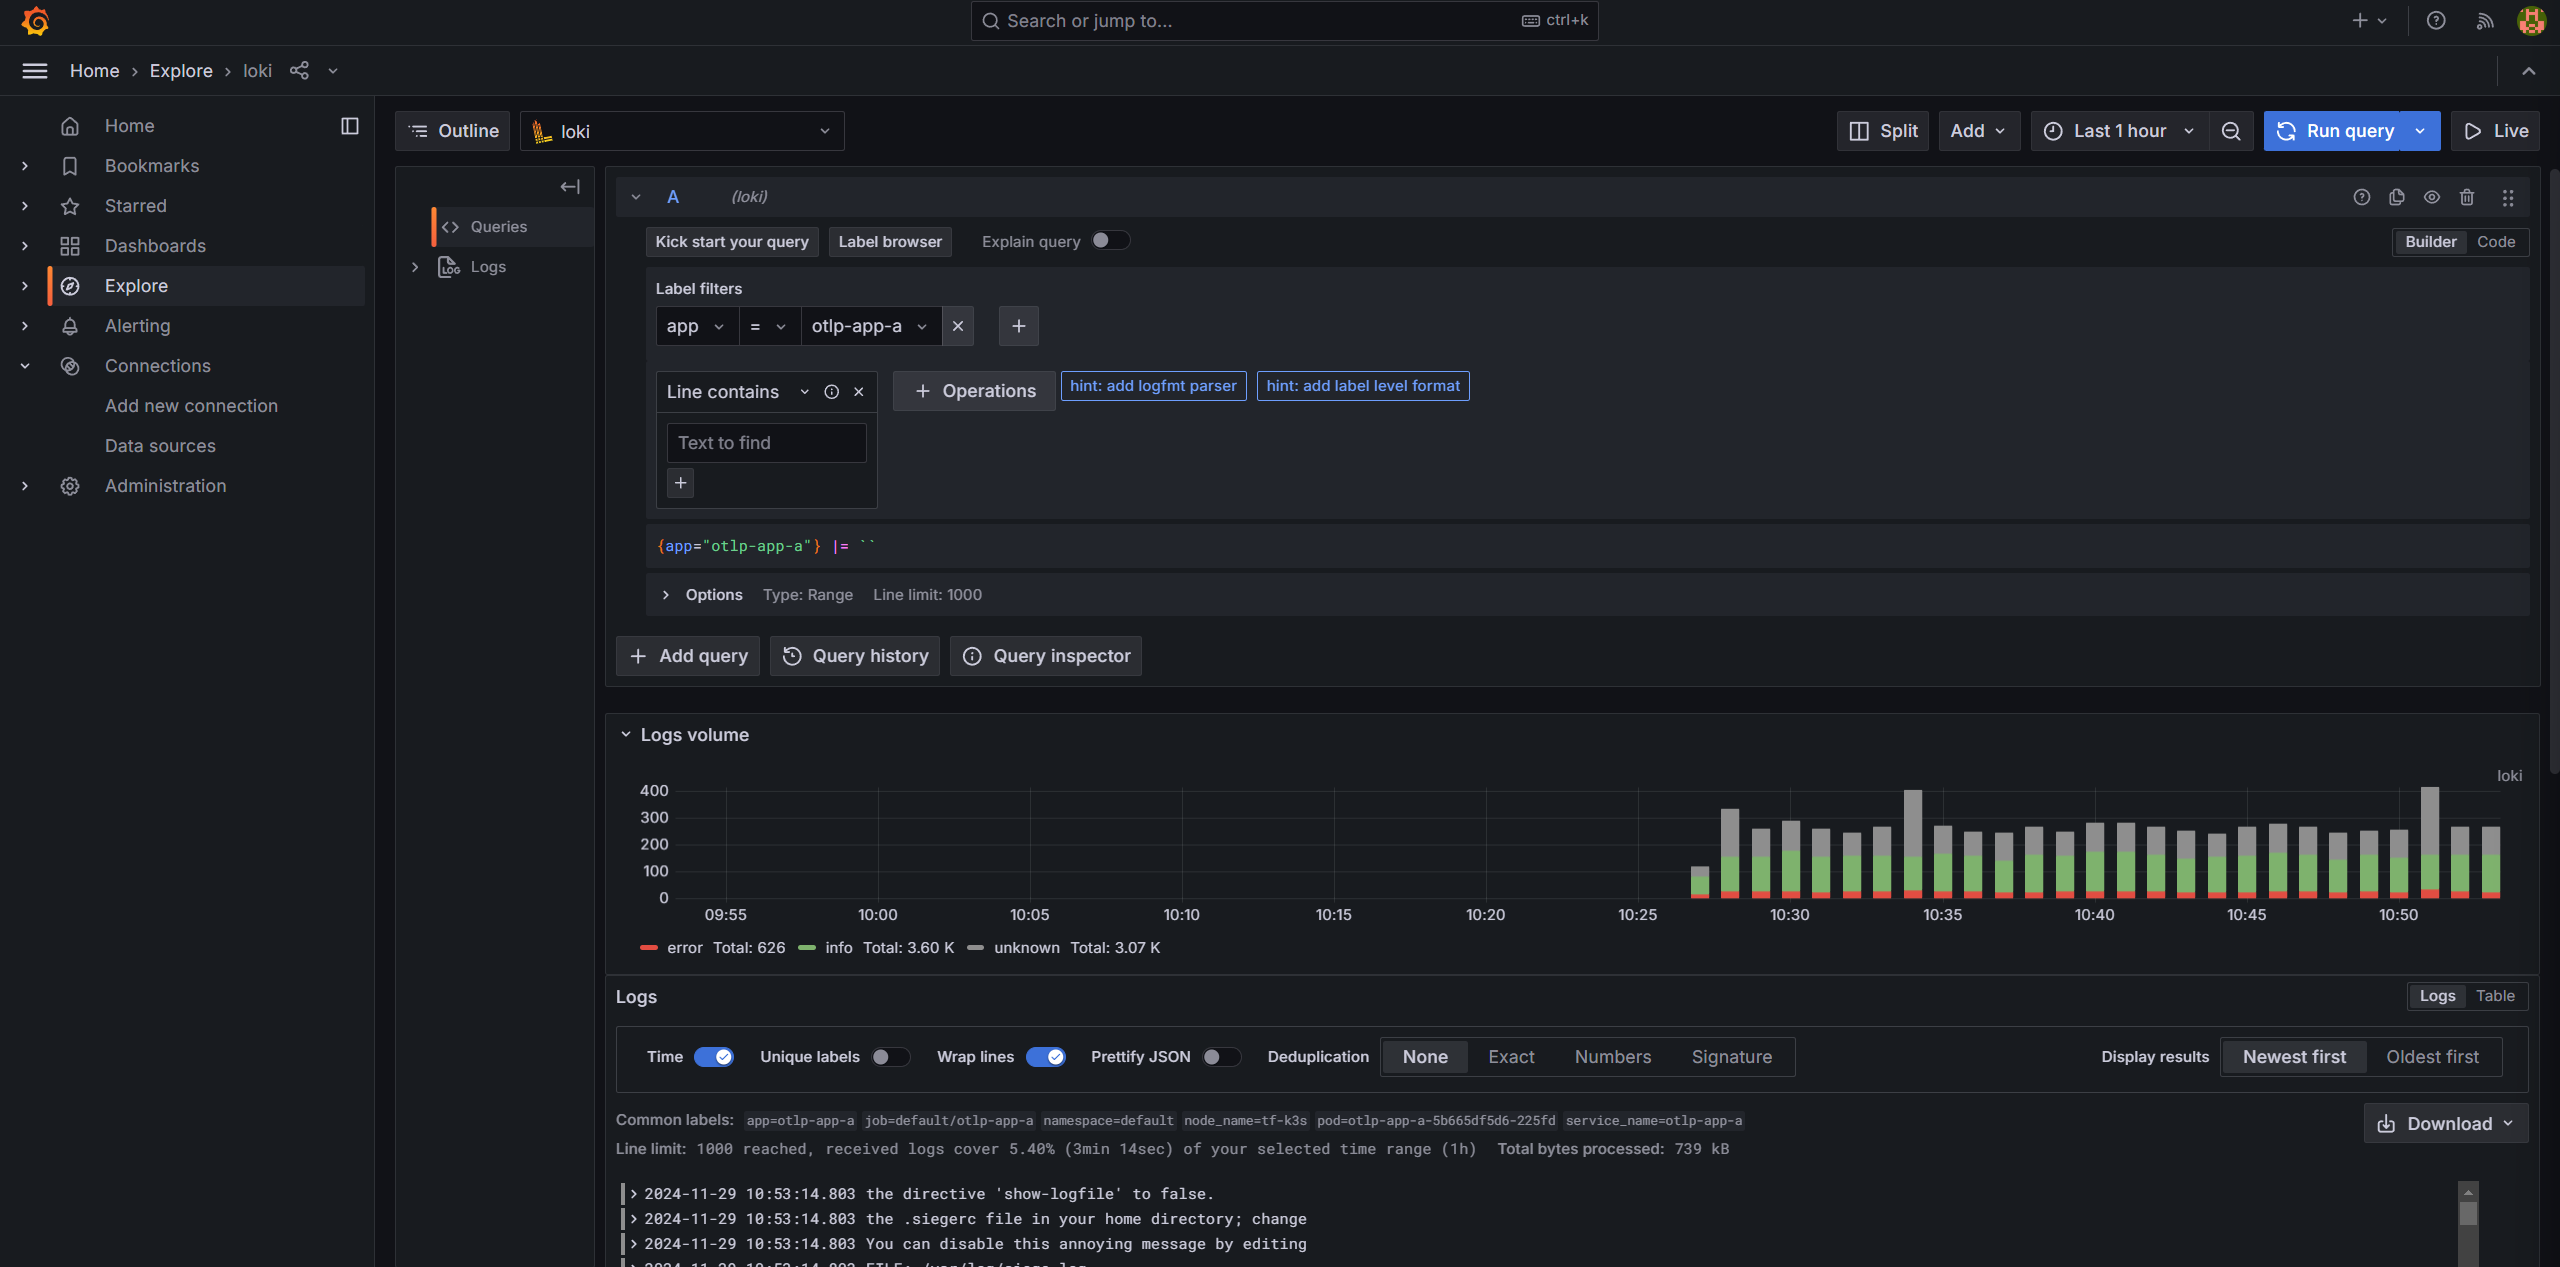 Search or jump to... ctrl+k
Home › Explore › loki
Home
Bookmarks
Starred
Dashboards
Explore
Alerting
Connections
Add new connection
Data sources
Administration
Outline loki Split Add Last 1 hour Run query Live
Queries
Logs
A (loki)
Kick start your query Label browser Explain query Builder Code
Label filters
app = otlp-app-a
Line contains Operations hint: add logfmt parser hint: add label level format
Text to find
{app="otlp-app-a"} |= ``
Options Type: Range Line limit: 1000
Add query Query history Query inspector
Logs volume
loki
400
300
200
100
0
09:55 10:00 10:05 10:10 10:15 10:20 10:25 10:30 10:35 10:40 10:45 10:50
error Total: 626 info Total: 3.60 K unknown Total: 3.07 K
Logs Logs Table
Time Unique labels Wrap lines Prettify JSON Deduplication None Exact Numbers Signature Display results Newest first Oldest first
Common labels: app=otlp-app-a job=default/otlp-app-a namespace=default node_name=tf-k3s pod=otlp-app-a-5b665df5d6-225fd service_name=otlp-app-a
Download
Line limit: 1000 reached, received logs cover 5.40% (3min 14sec) of your selected time range (1h) Total bytes processed: 739 kB
2024-11-29 10:53:14.803 the directive 'show-logfile' to false.
2024-11-29 10:53:14.803 the .siegerc file in your home directory; change
2024-11-29 10:53:14.803 You can disable this annoying message by editing